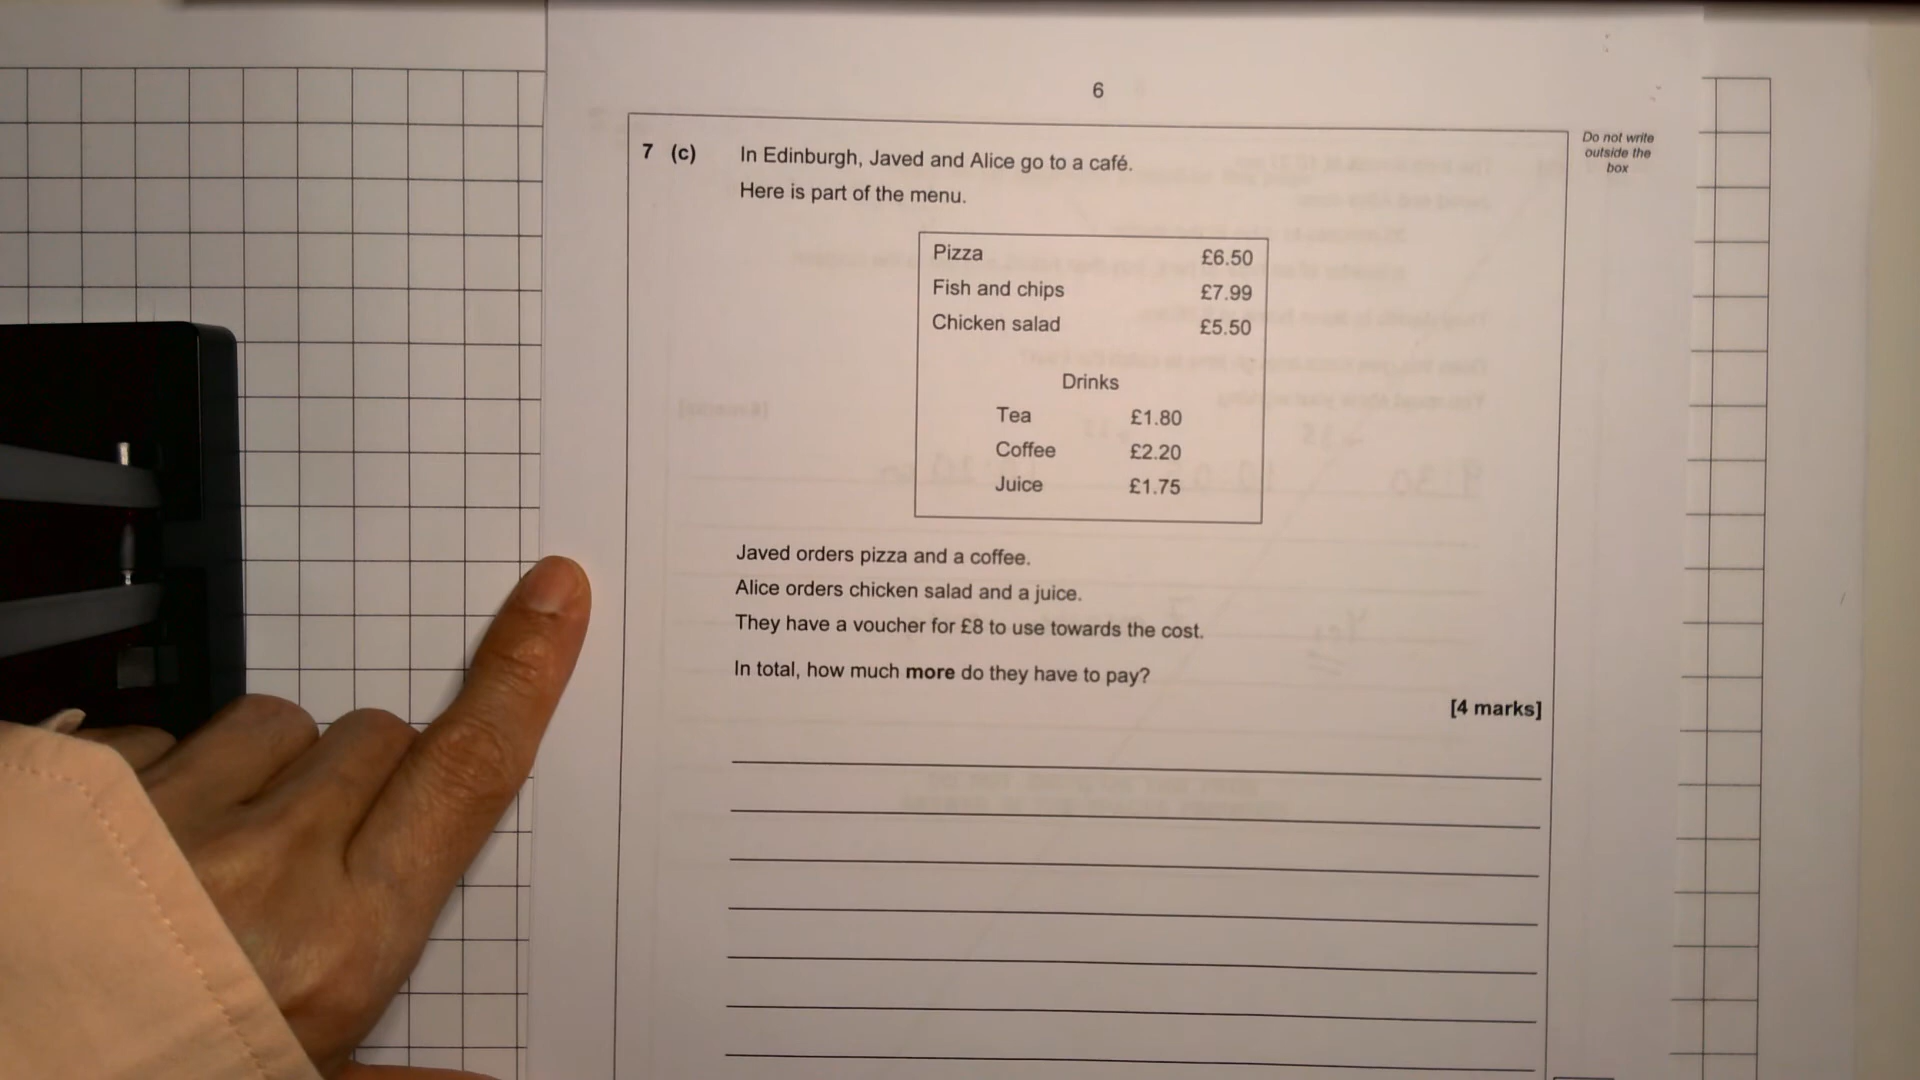 6
Do not write
outside the
box
7 (c) In Edinburgh, Javed and Alice go to a café.
Here is part of the menu.
Pizza £6.50
Fish and chips £7.99
Chicken salad £5.50
Drinks
Tea £1.80
Coffee £2.20
Juice £1.75
Javed orders pizza and a coffee.
Alice orders chicken salad and a juice.
They have a voucher for £8 to use towards the cost.
In total, how much more do they have to pay?
[4 marks]